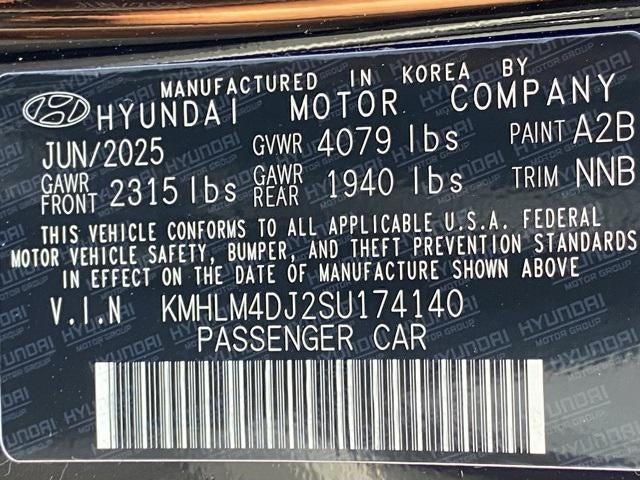 MANUFACTURED IN KOREA BY
HYUNDAI MOTOR COMPANY
JUN/2025 GVWR 4079 lbs PAINT A2B
GAWR FRONT 2315 lbs GAWR REAR 1940 lbs TRIM NNB
THIS VEHICLE CONFORMS TO ALL APPLICABLE U.S.A. FEDERAL
MOTOR VEHICLE SAFETY, BUMPER, AND THEFT PREVENTION STANDARDS
IN EFFECT ON THE DATE OF MANUFACTURE SHOWN ABOVE
V.I.N KMHLM4DJ2SU174140
PASSENGER CAR